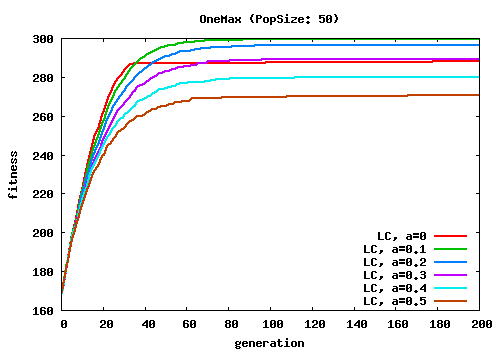 OneMax (PopSize: 50)
300
280
260
240
220
200
180
160
fitness
LC, a=0
LC, a=0.1
LC, a=0.2
LC, a=0.3
LC, a=0.4
LC, a=0.5
0 20 40 60 80 100 120 140 160 180 200
generation